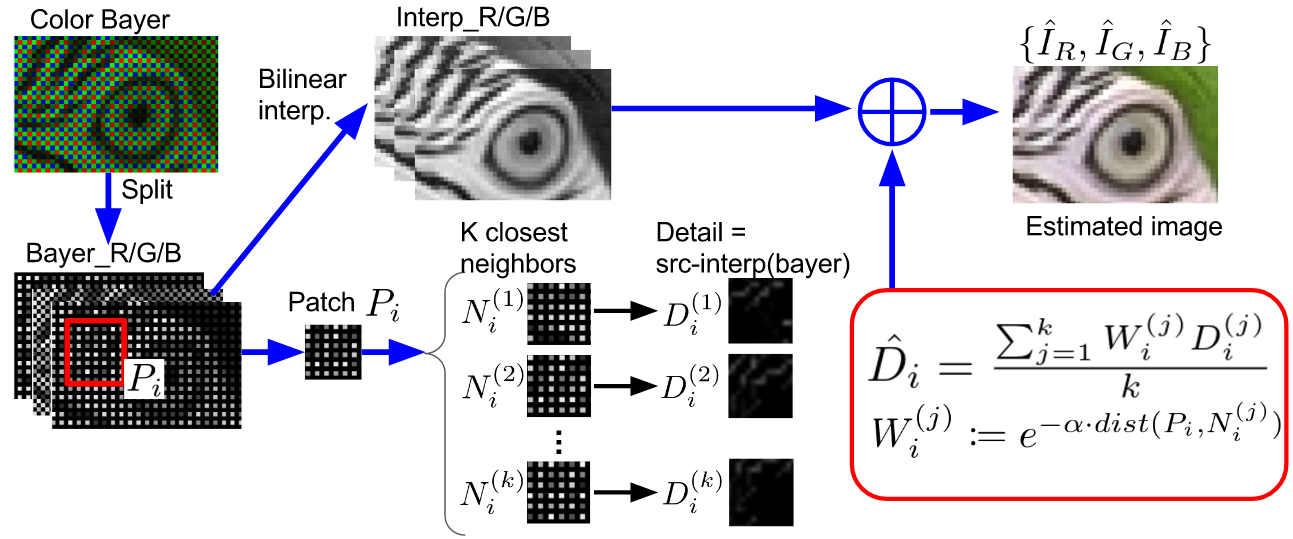 Color Bayer
Interp_R/G/B
$\{\hat{I}_R, \hat{I}_G, \hat{I}_B\}$
Bilinear
interp.
Split
Estimated image
Bayer_R/G/B
K closest
neighbors
Detail =
src-interp(bayer)
Patch $P_i$
$P_i$
$N_i^{(1)}$ $D_i^{(1)}$
$N_i^{(2)}$ $D_i^{(2)}$
⋮
$N_i^{(k)}$ $D_i^{(k)}$
$\hat{D}_i = \frac{\sum_{j=1}^{k} W_i^{(j)} D_i^{(j)}}{k}$
$W_i^{(j)} := e^{-\alpha \cdot dist(P_i, N_i^{(j)})}$